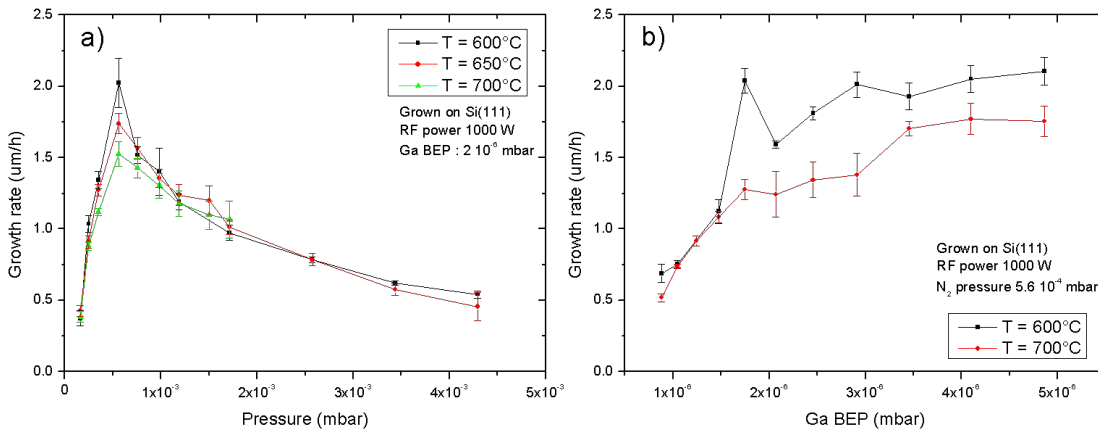 a)
T = 600°C
T = 650°C
T = 700°C
Grown on Si(111)
RF power 1000 W
Ga BEP : 2 10⁻⁶ mbar
2.5
2.0
1.5
1.0
0.5
0.0
Growth rate (um/h)
0
1x10⁻³
2x10⁻³
3x10⁻³
4x10⁻³
5x10⁻³
Pressure (mbar)
b)
Grown on Si(111)
RF power 1000 W
N₂ pressure 5.6 10⁻⁴ mbar
T = 600°C
T = 700°C
2.5
2.0
1.5
1.0
0.5
0.0
Growth rate (um/h)
1x10⁻⁶
2x10⁻⁶
3x10⁻⁶
4x10⁻⁶
5x10⁻⁶
Ga BEP (mbar)